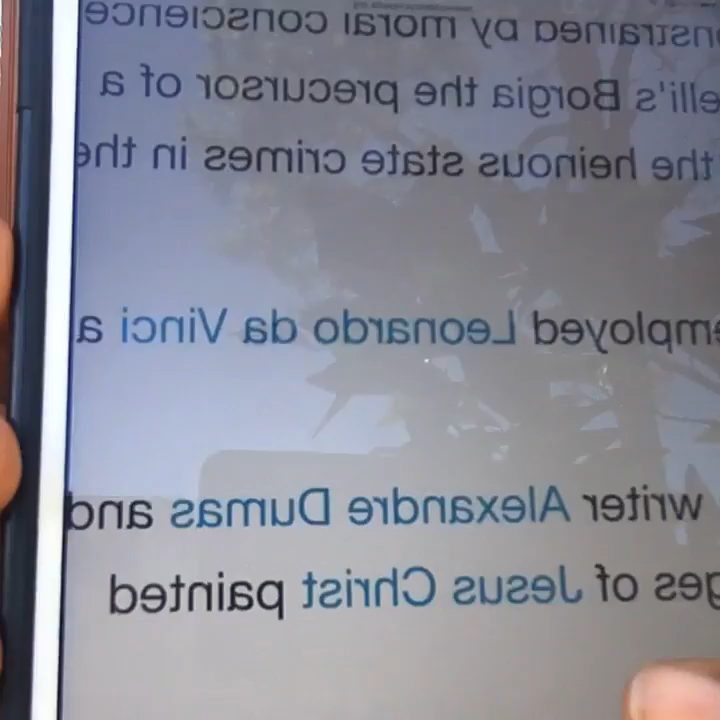 nstrained by moral conscience
elli's Borgia the precursor of a
the heinous state crimes in the
employed Leonardo da Vinci a
writer Alexandre Dumas and
ges of Jesus Christ painted